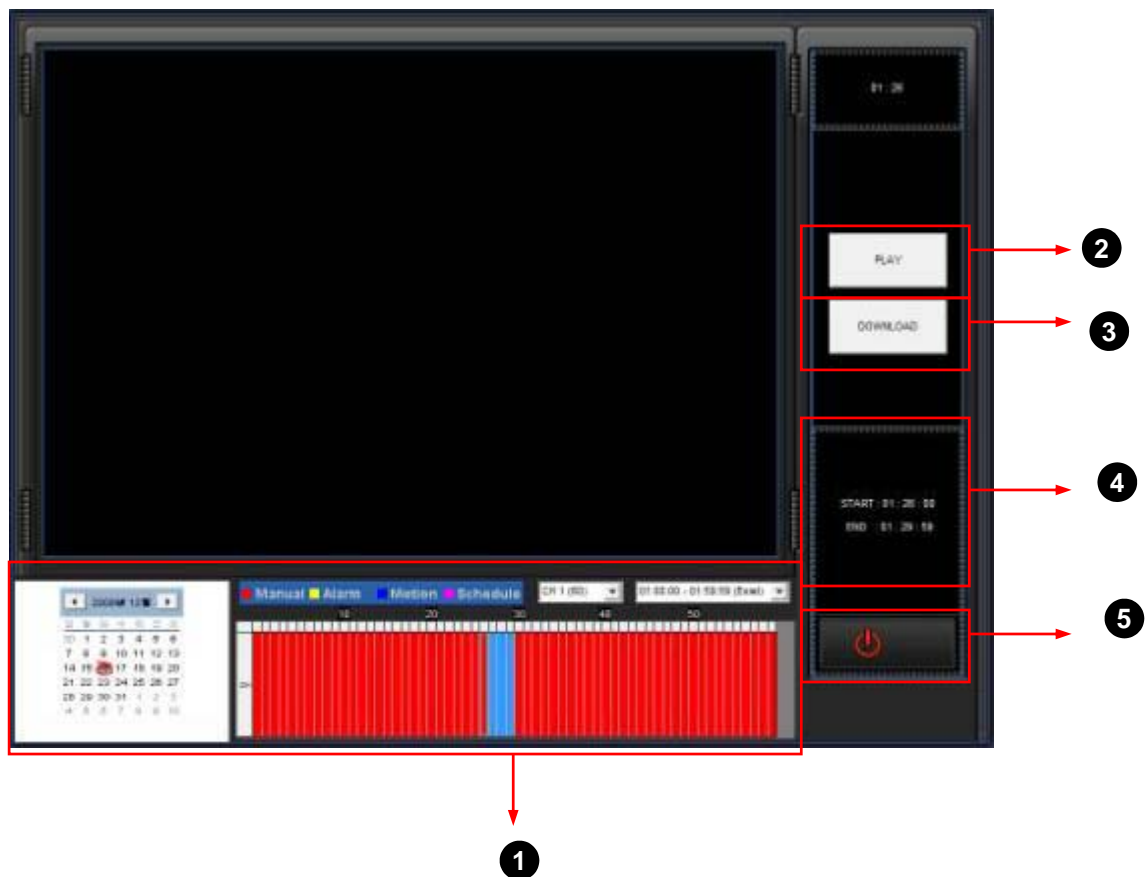 01 : 26
PLAY
DOWNLOAD
START : 01 : 26 : 00
END : 01 : 29 : 59
Manual Alarm Motion Schedule
CH 1
10 20 30 40 50
30 1 2 3 4 5 6
7 8 9 10 11 12 13
14 15 17 18 19 20
21 22 23 24 25 26 27
28 29 30 31 1 2 3
4 5 6 7 8 9 10
2
3
4
5
1